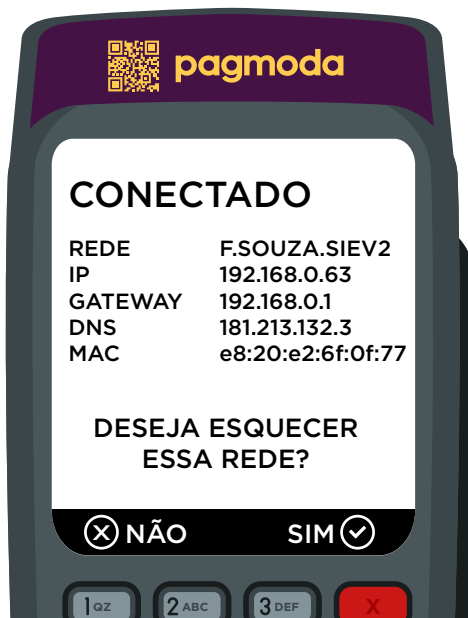 pagmoda
CONECTADO
REDE F.SOUZA.SIEV2
IP 192.168.0.63
GATEWAY 192.168.0.1
DNS 181.213.132.3
MAC e8:20:e2:6f:0f:77
DESEJA ESQUECER
ESSA REDE?
NÃO SIM
1 QZ 2 ABC 3 DEF X